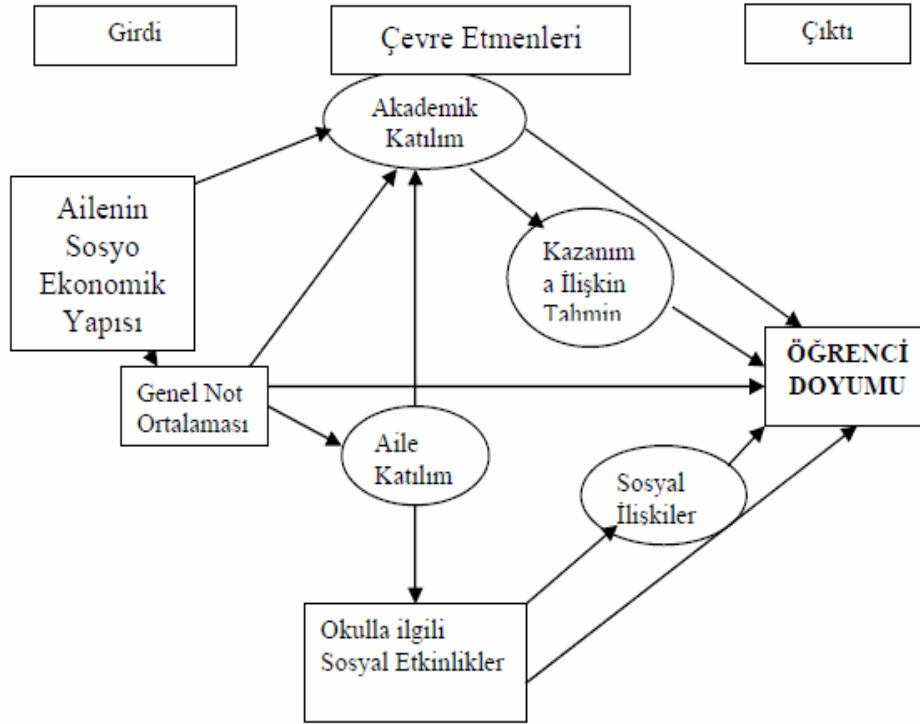 Girdi
Çevre Etmenleri
Çıktı
Akademik
Katılım
Ailenin
Sosyo
Ekonomik
Yapısı
Kazanım
a İlişkin
Tahmin
ÖĞRENCİ
DOYUMU
Genel Not
Ortalaması
Aile
Katılım
Sosyal
İlişkiler
Okulla ilgili
Sosyal Etkinlikler